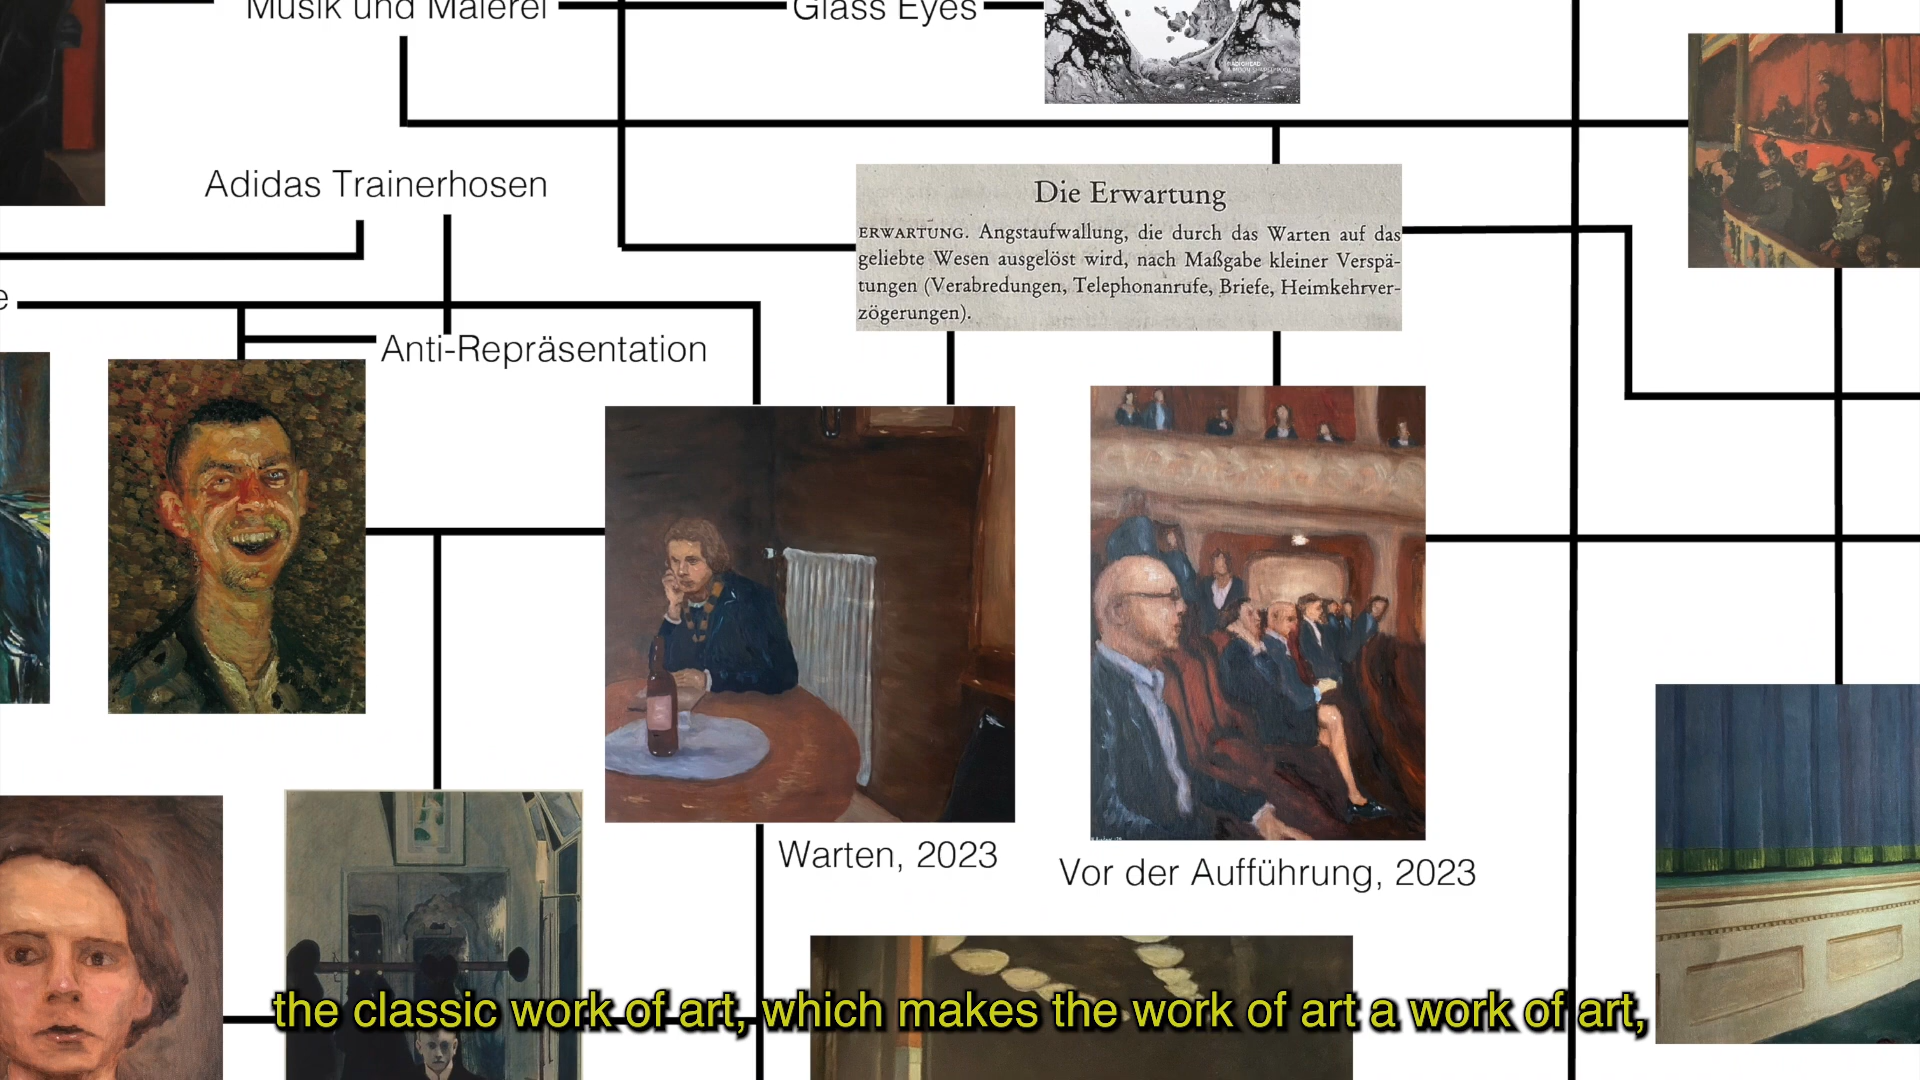 Musik und Malerei
Glass Eyes
RADIOHEAD
Adidas Trainerhosen
Die Erwartung
ERWARTUNG. Angstaufwallung, die durch das Warten auf das
geliebte Wesen ausgelöst wird, nach Maßgabe kleiner Verspä-
tungen (Verabredungen, Telephonanrufe, Briefe, Heimkehrver-
zögerungen).
e
Anti-Repräsentation
Warten, 2023
Vor der Aufführung, 2023
the classic work of art, which makes the work of art a work of art,